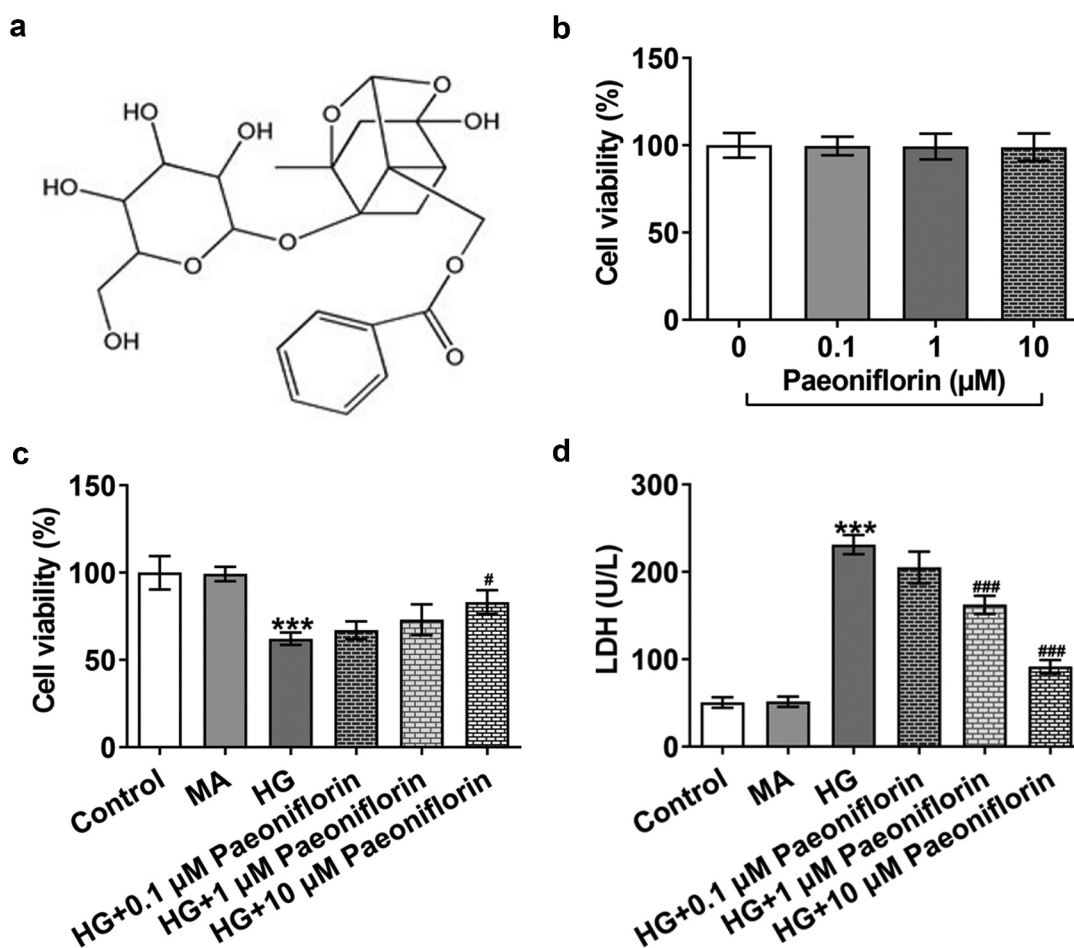 a
HO
OH
HO
HO
O
O
OH
O
O
OH
O
O
b
Cell viability (%)
150
100
50
0
0 0.1 1 10
Paeoniflorin (µM)
c
Cell viability (%)
150
100
50
0
***
#
Control
MA
HG
HG+0.1 µM Paeoniflorin
HG+1 µM Paeoniflorin
HG+10 µM Paeoniflorin
d
LDH (U/L)
300
200
100
0
***
###
###
Control
MA
HG
HG+0.1 µM Paeoniflorin
HG+1 µM Paeoniflorin
HG+10 µM Paeoniflorin